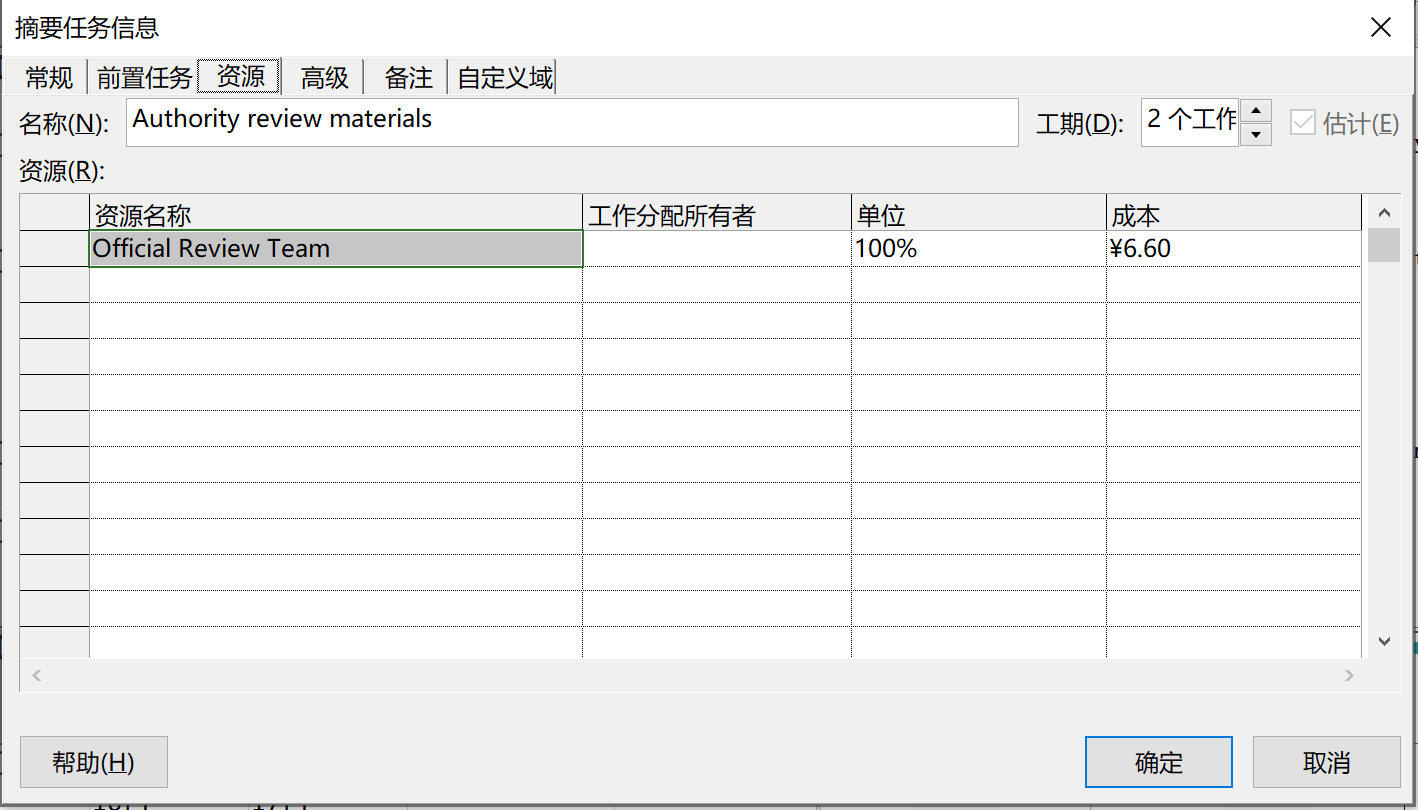 摘要任务信息
常规 前置任务 资源 高级 备注 自定义域
名称(N): Authority review materials 工期(D): 2 个工作 估计(E)
资源(R):
资源名称 工作分配所有者 单位 成本
Official Review Team 100% ¥6.60
帮助(H) 确定 取消